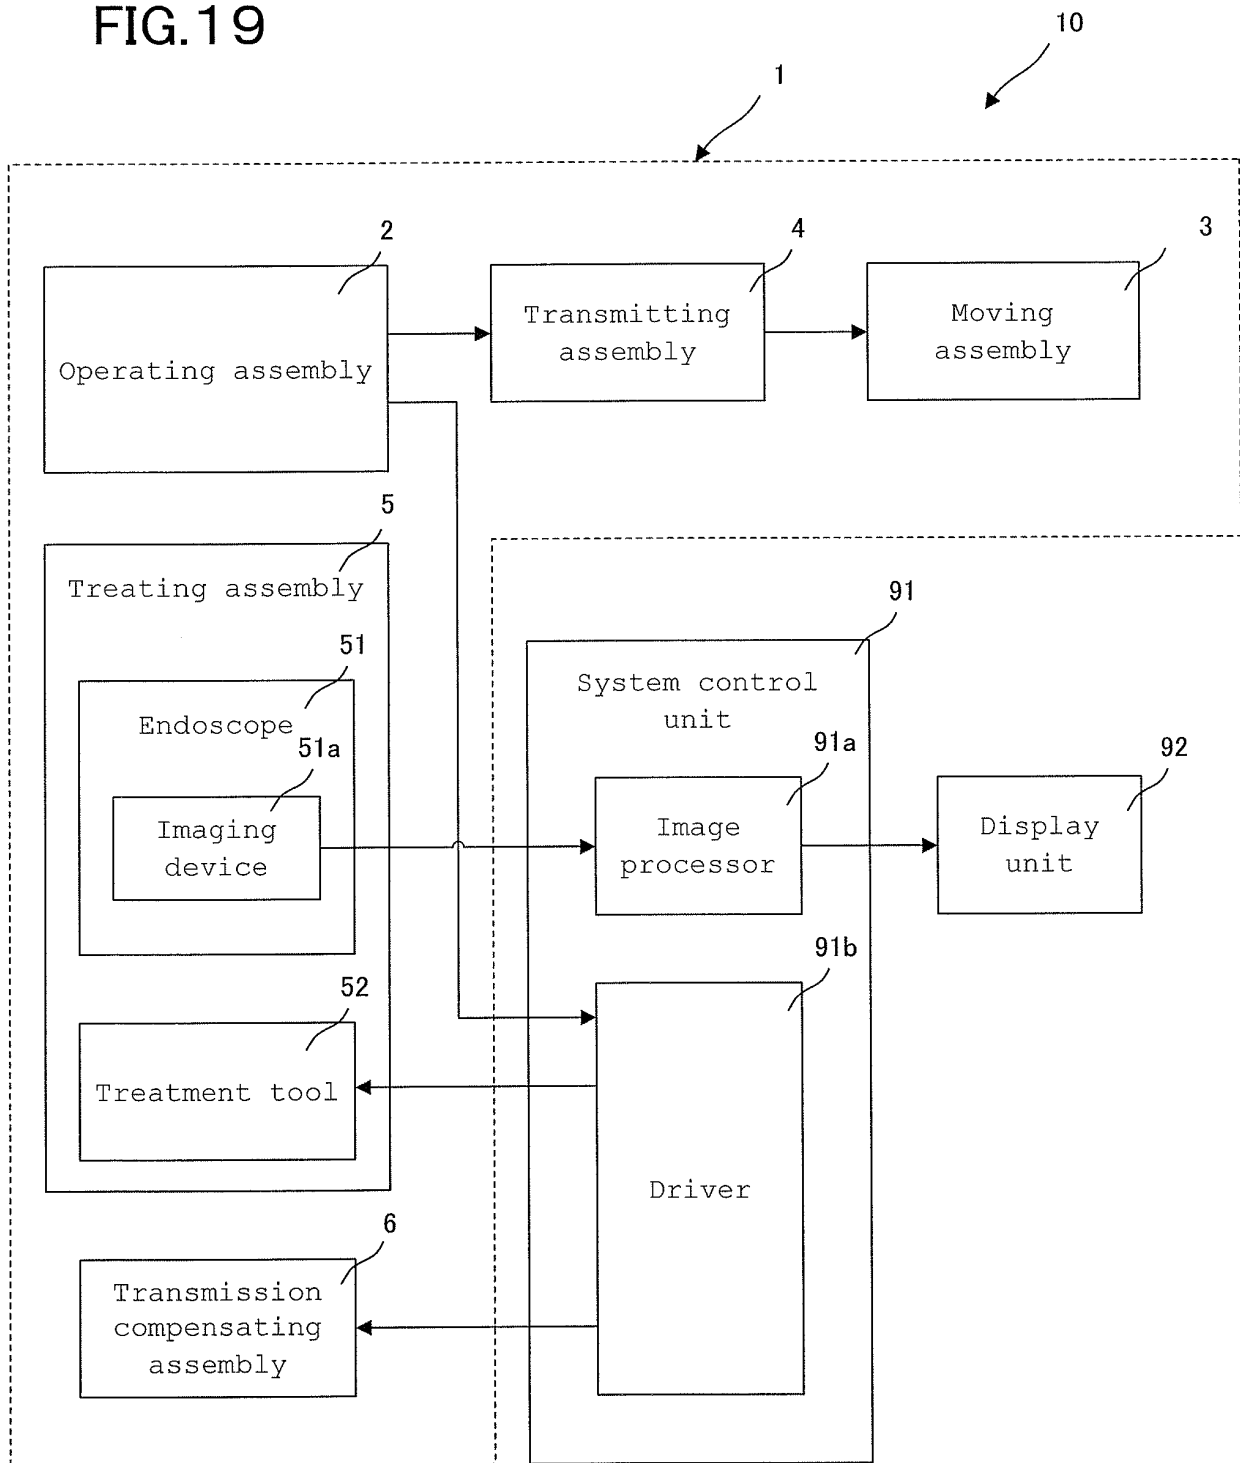 FIG.19
10
1
2
Operating assembly
4
Transmitting
assembly
3
Moving
assembly
5
Treating assembly
51
Endoscope
51a
Imaging
device
52
Treatment tool
6
Transmission
compensating
assembly
91
System control
unit
91a
Image
processor
91b
Driver
92
Display
unit